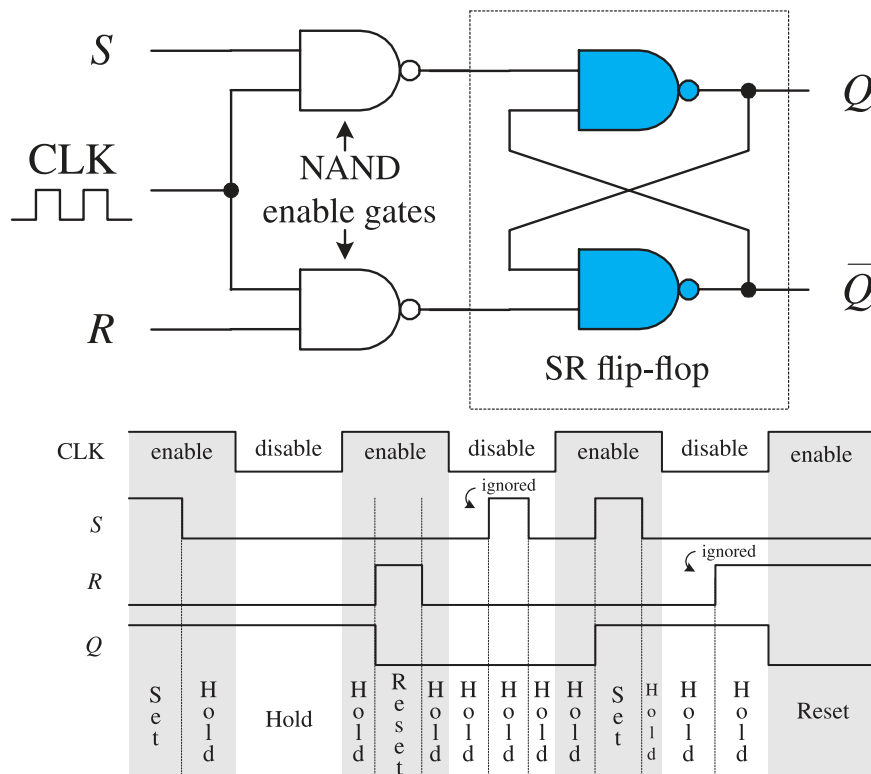 S
Q
CLK
NAND
enable gates
R
Q̅
SR flip-flop
CLK
enable
disable
enable
disable
enable
disable
enable
S
ignored
R
ignored
Q
Set
Hold
Hold
Hold
Reset
Hold
Hold
Hold
Hold
Hold
Set
Hold
Hold
Hold
Reset